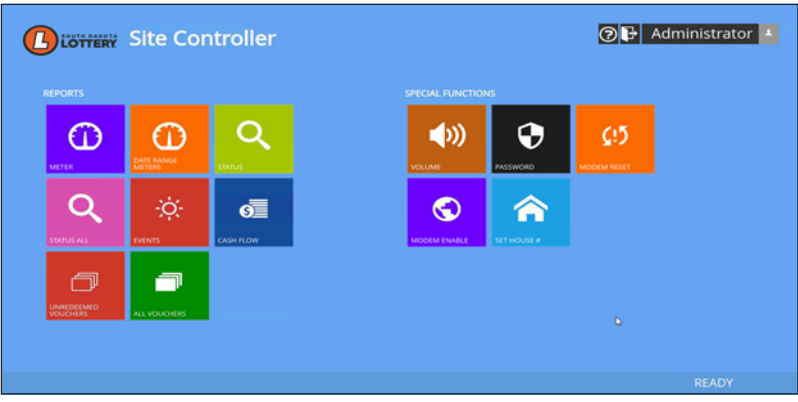 SOUTH DAKOTA
LOTTERY
Site Controller
Administrator
REPORTS
SPECIAL FUNCTIONS
METER
DATE RANGE
METERS
STATUS
VOLUME
PASSWORD
MODEM RESET
STATUS ALL
EVENTS
CASH FLOW
MODEM ENABLE
SET HOUSE #
UNREDEEMED
VOUCHERS
ALL VOUCHERS
READY